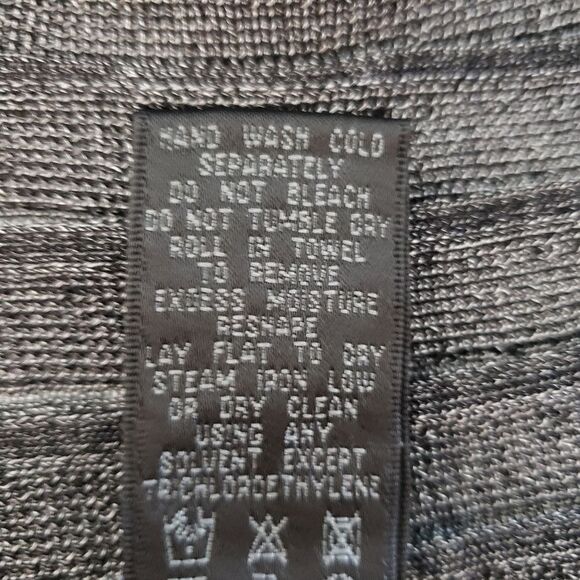 HAND WASH COLD
SEPARATELY
DO NOT BLEACH
DO NOT TUMBLE DRY
ROLL IN TOWEL
TO REMOVE
EXCESS MOISTURE
RESHAPE
LAY FLAT TO DRY
STEAM IRON LOW
OR DRY CLEAN
USING ANY
SOLVENT EXCEPT
TRICHLOROETHYLENE